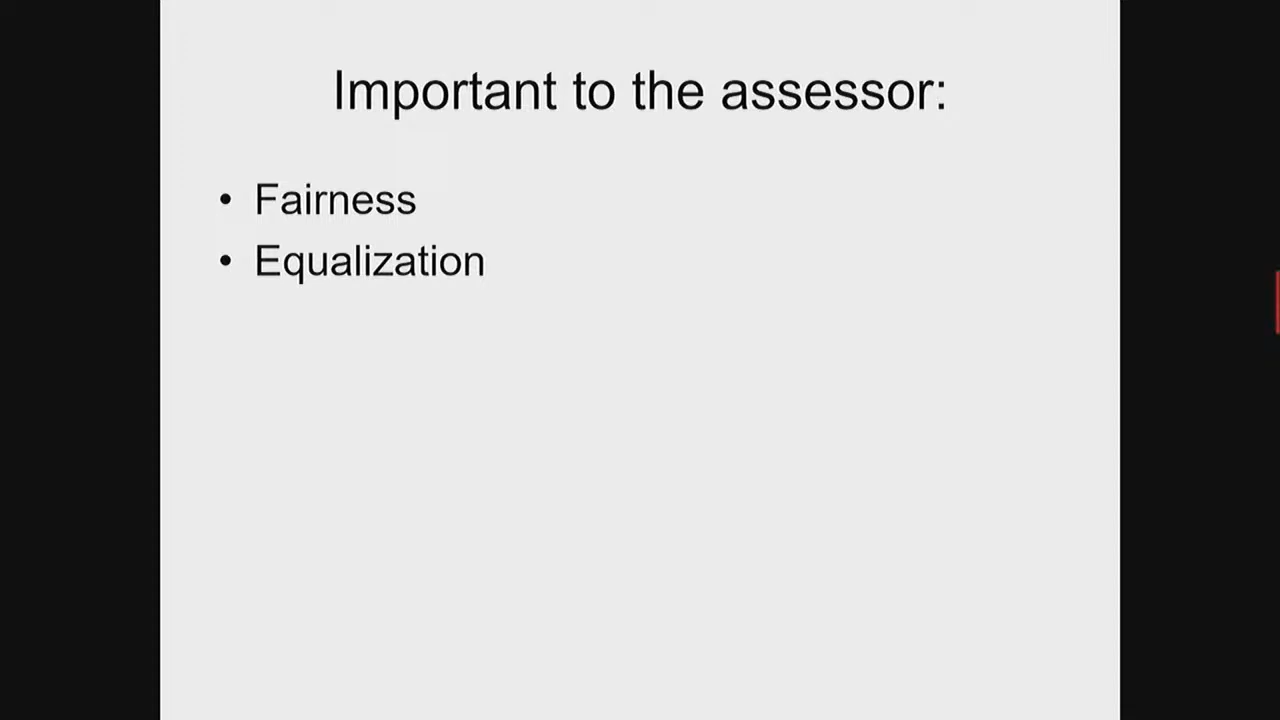 Important to the assessor:
• Fairness
• Equalization